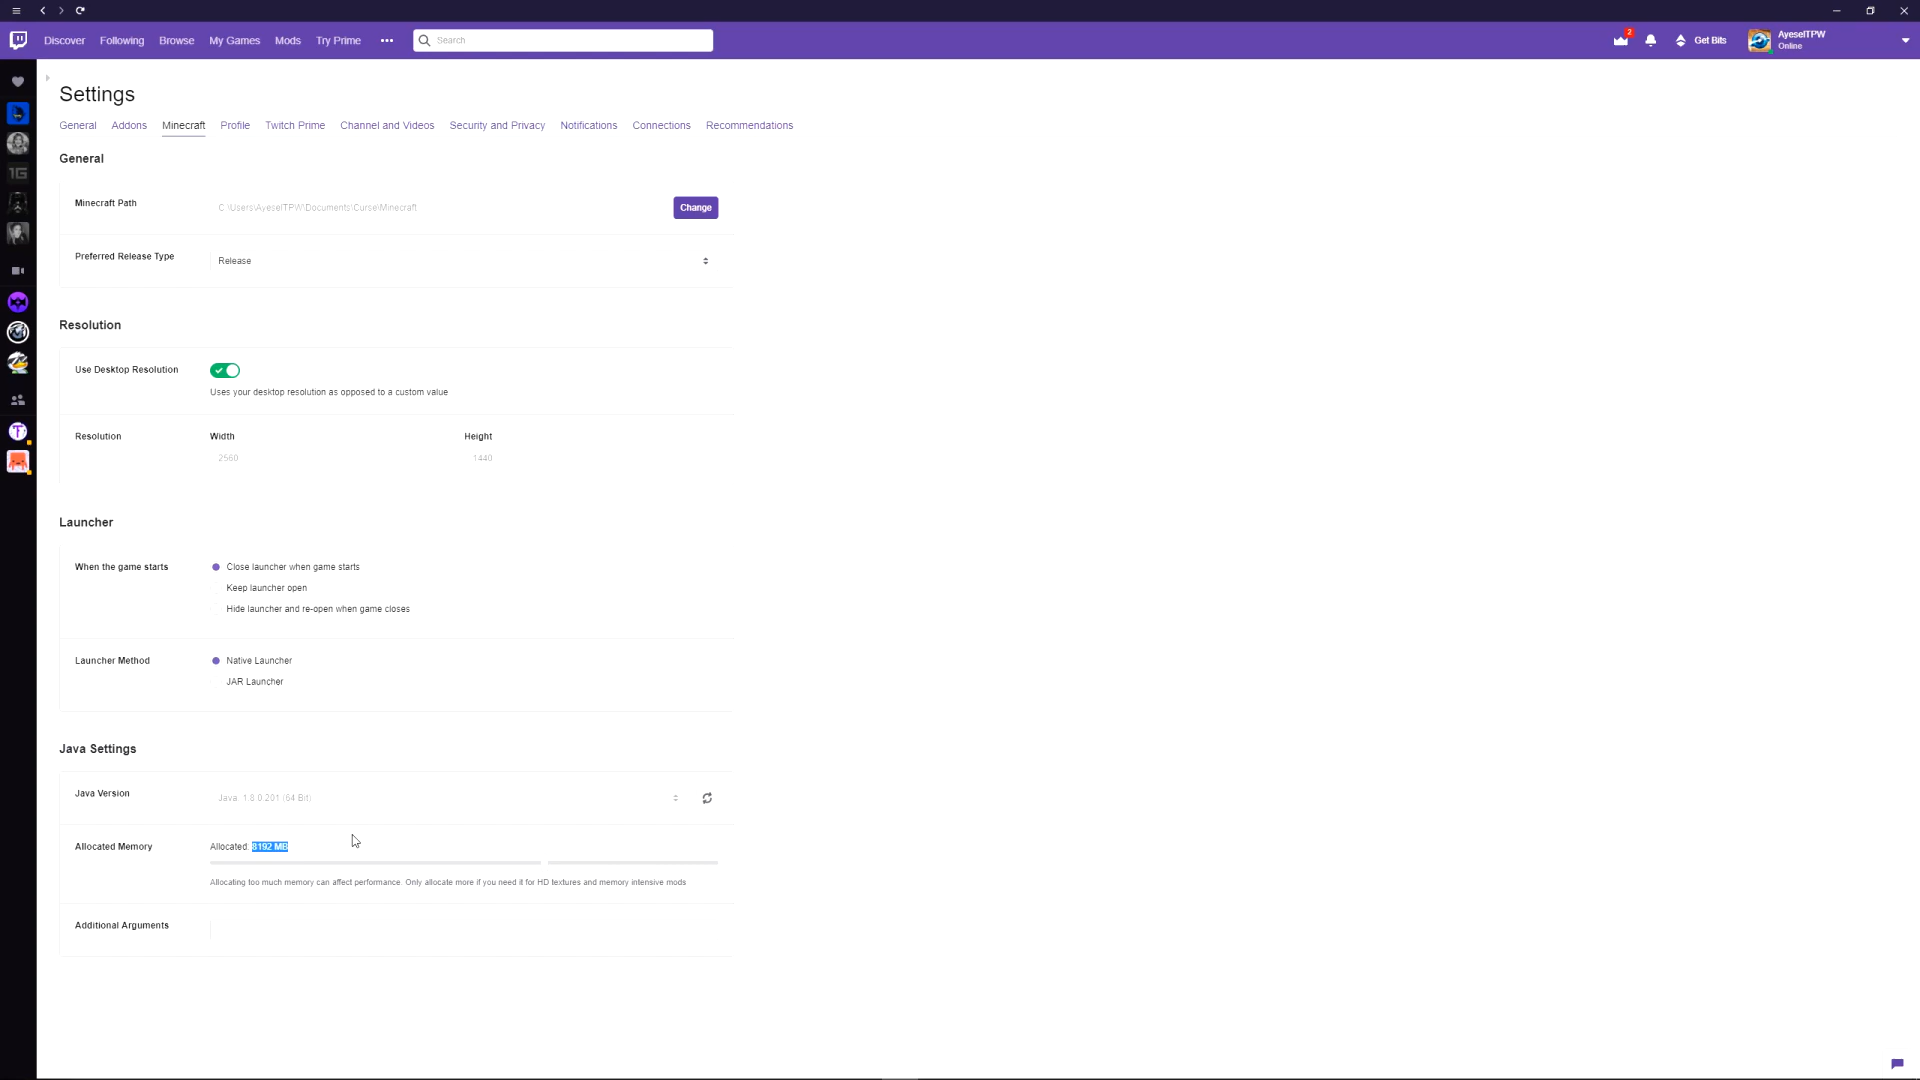 Discover Following Browse My Games Mods Try Prime ••• Search 2 Get Bits AyeselTPW
Online
Settings
General Addons Minecraft Profile Twitch Prime Channel and Videos Security and Privacy Notifications Connections Recommendations
General
Minecraft Path C:\Users\AyeselTPW\Documents\Curse\Minecraft Change
Preferred Release Type Release
Resolution
Use Desktop Resolution
Uses your desktop resolution as opposed to a custom value
Resolution Width Height
2560 1440
Launcher
When the game starts Close launcher when game starts
Keep launcher open
Hide launcher and re-open when game closes
Launcher Method Native Launcher
JAR Launcher
Java Settings
Java Version Java: 1.8.0.201 (64 Bit)
Allocated Memory Allocated: 8192 MB
Allocating too much memory can affect performance. Only allocate more if you need it for HD textures and memory intensive mods
Additional Arguments